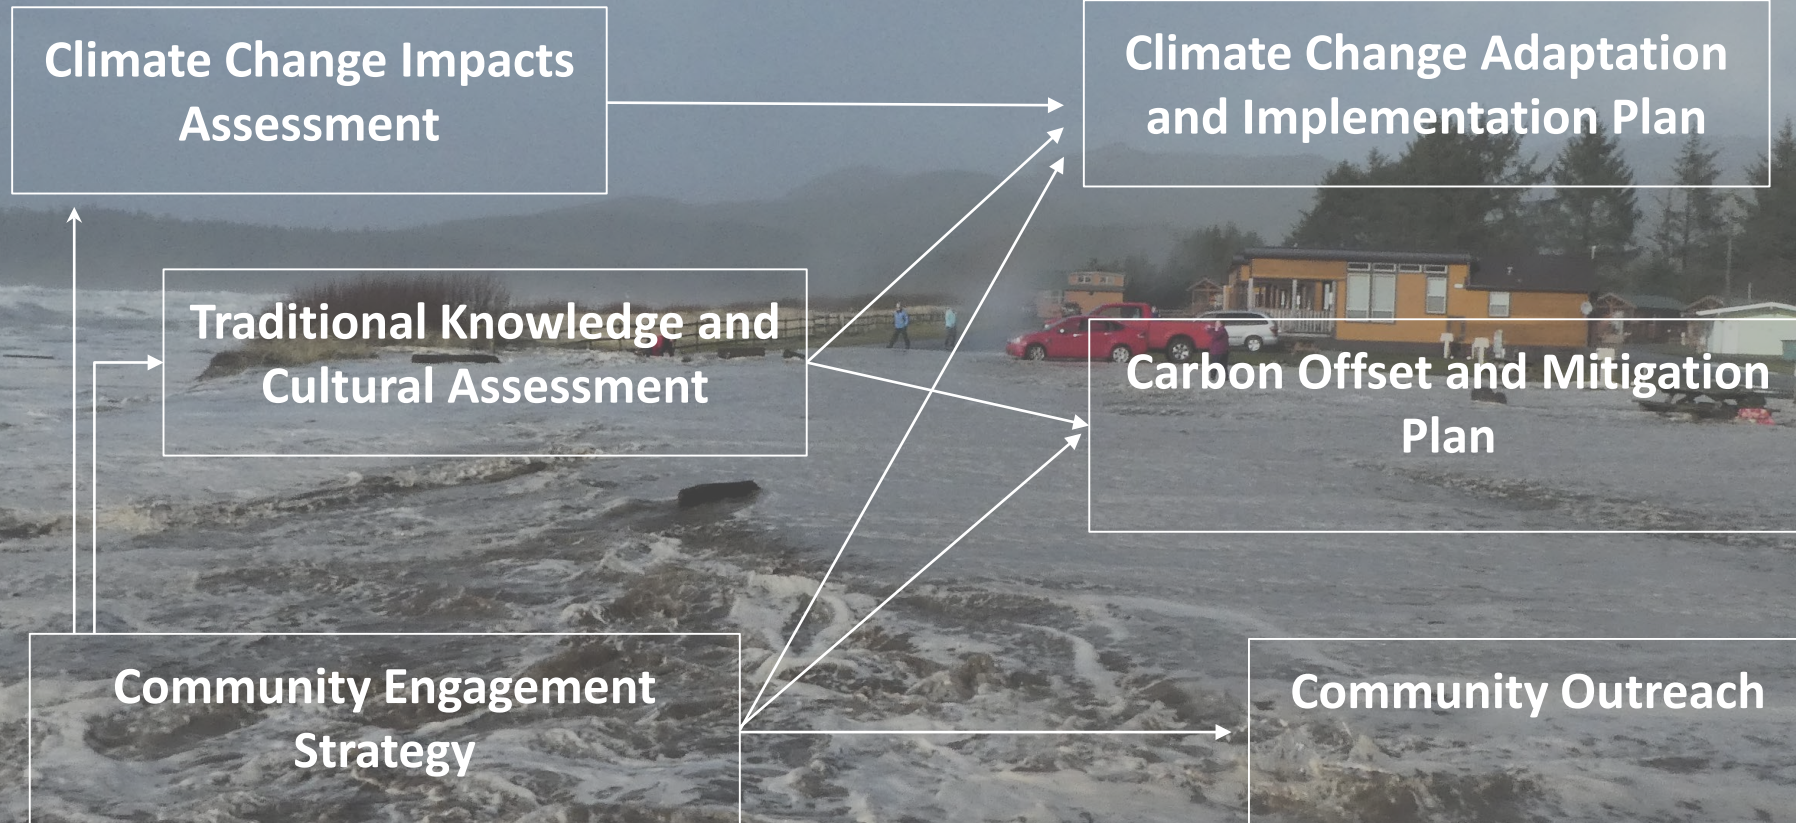 Climate Change Impacts
Assessment
Climate Change Adaptation
and Implementation Plan
Traditional Knowledge and
Cultural Assessment
Carbon Offset and Mitigation
Plan
Community Engagement
Strategy
Community Outreach